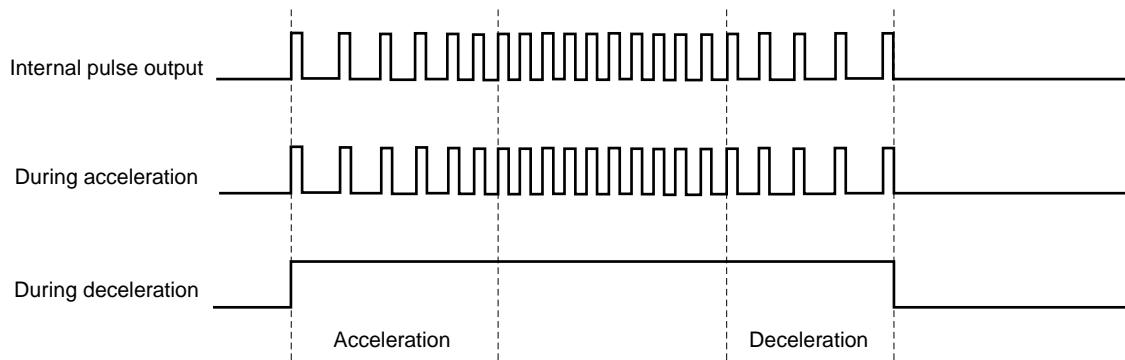 Internal pulse output
During acceleration
During deceleration
Acceleration
Deceleration